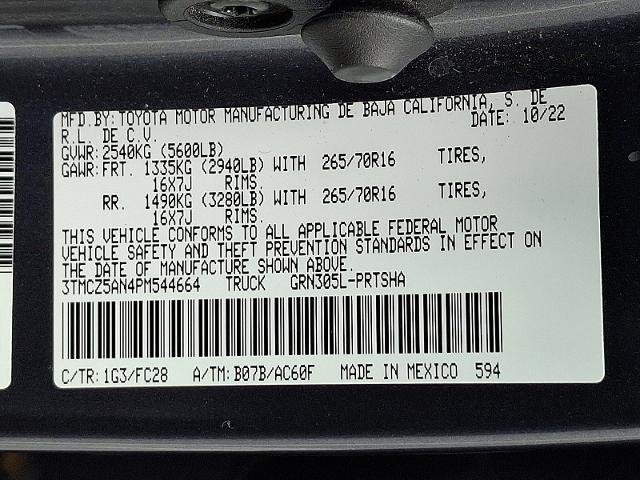 MFD.BY:TOYOTA MOTOR MANUFACTURING DE BAJA CALIFORNIA, S. DE
R.L. DE C.V. DATE: 10/22
GVWR:2540KG (5600LB)
GAWR:FRT. 1335KG (2940LB) WITH 265/70R16 TIRES,
16X7J RIMS.
RR. 1490KG (3280LB) WITH 265/70R16 TIRES,
16X7J RIMS.
THIS VEHICLE CONFORMS TO ALL APPLICABLE FEDERAL MOTOR
VEHICLE SAFETY AND THEFT PREVENTION STANDARDS IN EFFECT ON
THE DATE OF MANUFACTURE SHOWN ABOVE.
3TMCZ5AN4PM544664 TRUCK GRN305L-PRTSHA
C/TR:1G3/FC28 A/TM:B07B/AC60F MADE IN MEXICO 594